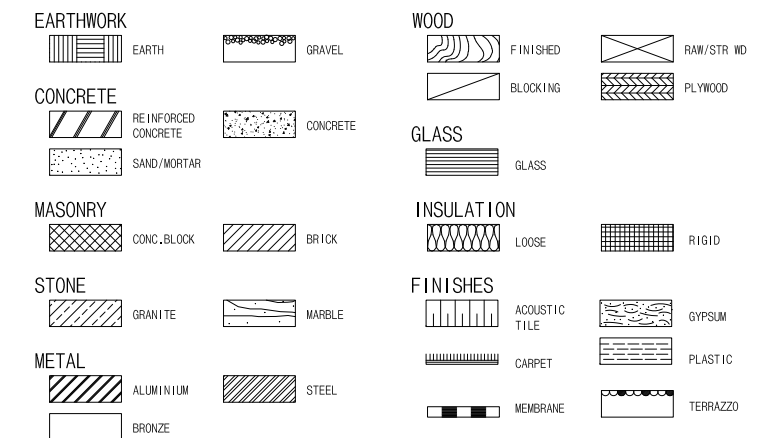 EARTHWORK
EARTH
GRAVEL
CONCRETE
REINFORCED
CONCRETE
CONCRETE
SAND/MORTAR
MASONRY
CONC.BLOCK
BRICK
STONE
GRANITE
MARBLE
METAL
ALUMINIUM
STEEL
BRONZE
WOOD
FINISHED
RAW/STR WD
BLOCKING
PLYWOOD
GLASS
GLASS
INSULATION
LOOSE
RIGID
FINISHES
ACOUSTIC
TILE
GYPSUM
CARPET
PLASTIC
MEMBRANE
TERRAZZO